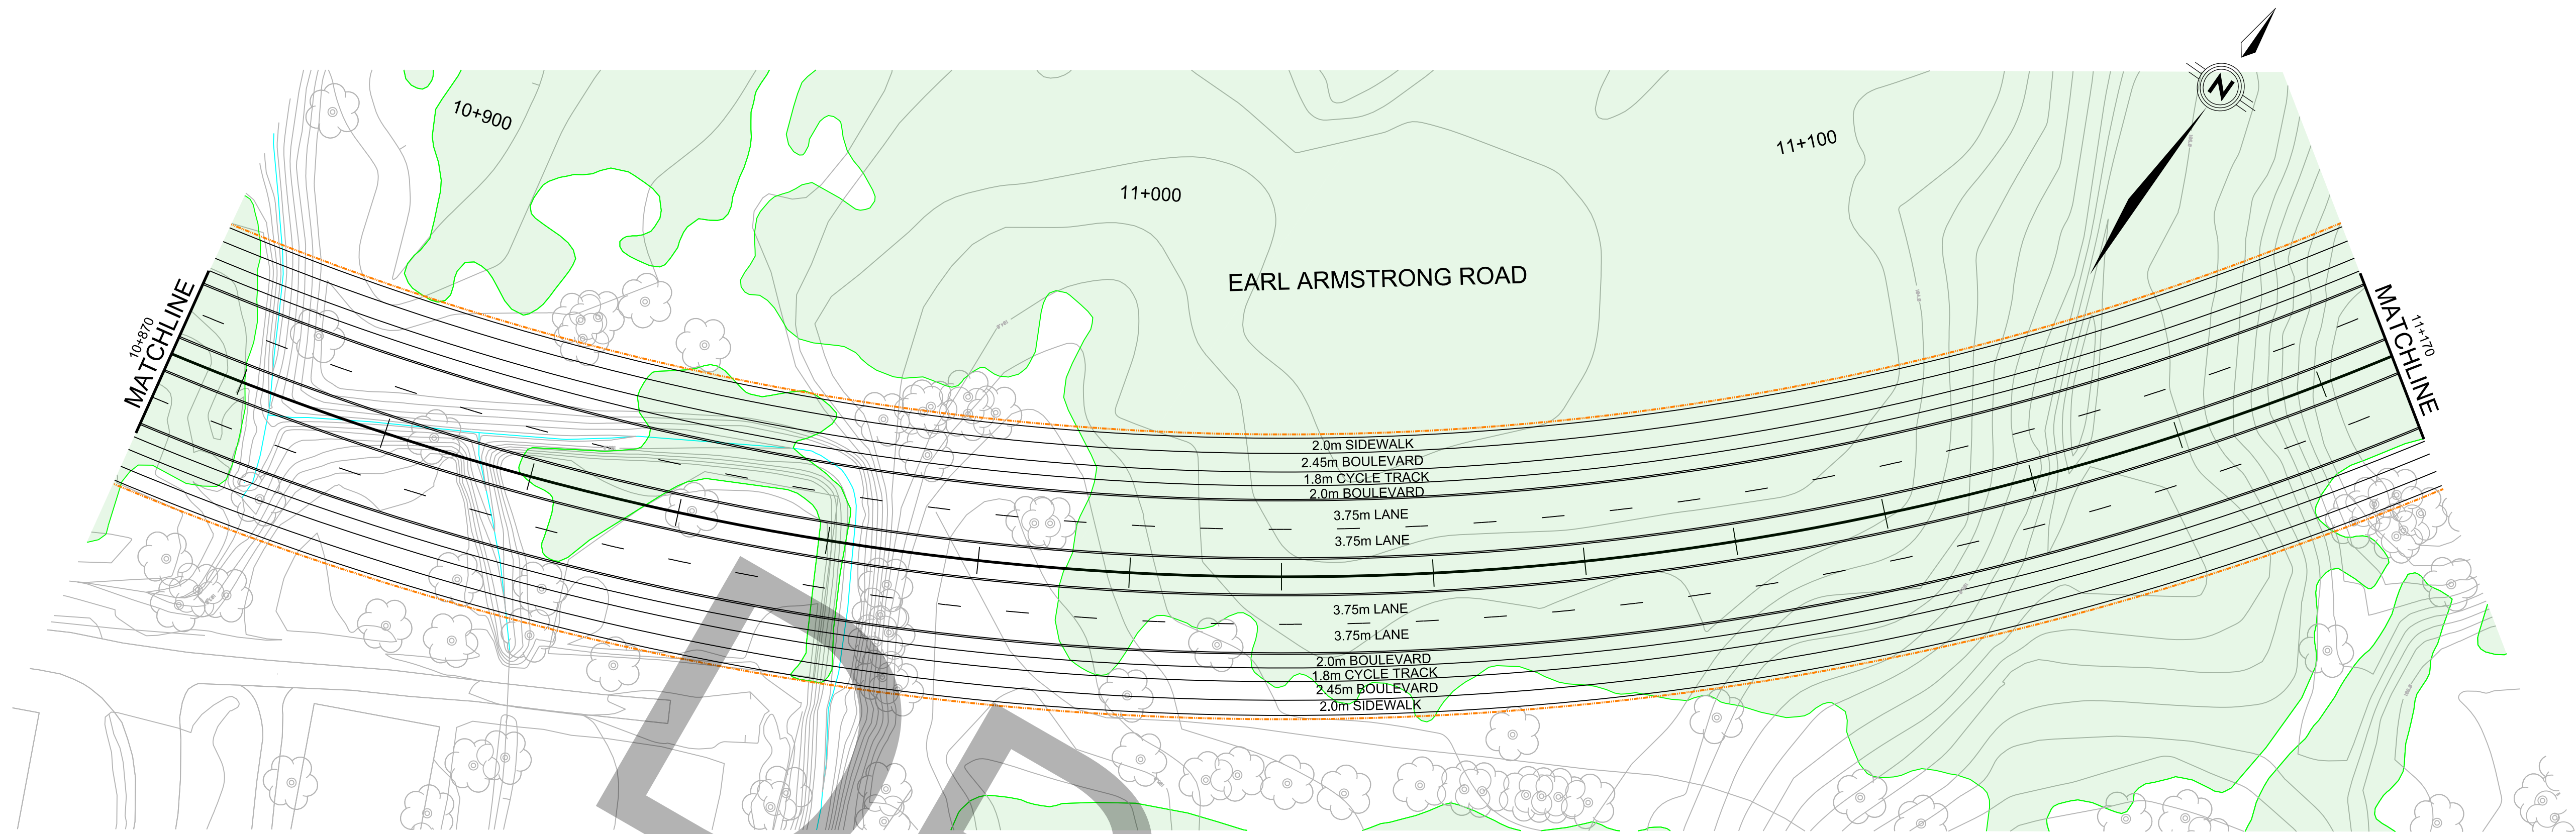 10+900
11+000
11+100
N
EARL ARMSTRONG ROAD
10+870
MATCHLINE
11+170
MATCHLINE
2.0m SIDEWALK
2.45m BOULEVARD
1.8m CYCLE TRACK
2.0m BOULEVARD
3.75m LANE
3.75m LANE
3.75m LANE
3.75m LANE
2.0m BOULEVARD
1.8m CYCLE TRACK
2.45m BOULEVARD
2.0m SIDEWALK